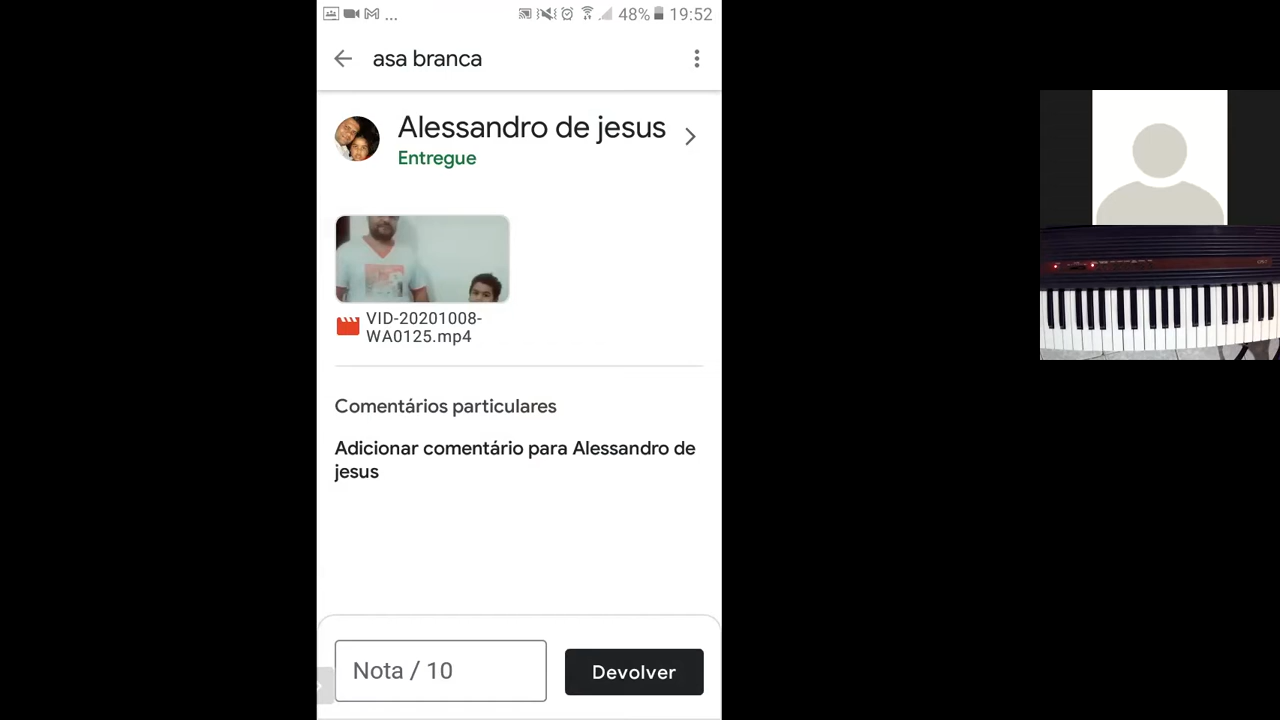 ... 48% 19:52
asa branca
Alessandro de jesus
Entregue
VID-20201008-
WA0125.mp4
Comentários particulares
Adicionar comentário para Alessandro de
jesus
Nota / 10
Devolver